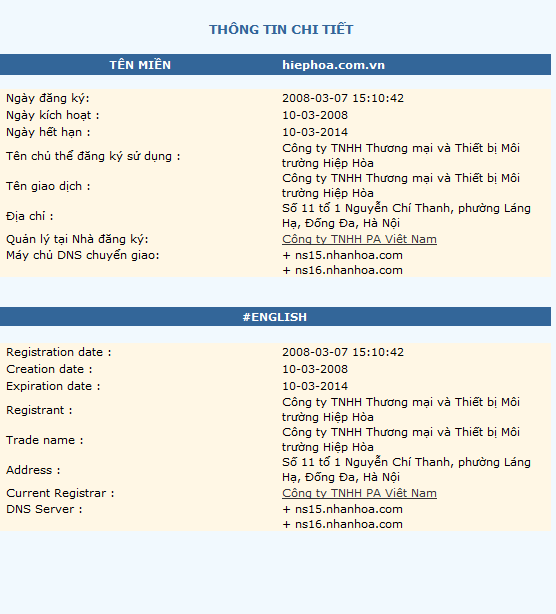 THÔNG TIN CHI TIẾT
TÊN MIỀN hiephoa.com.vn
Ngày đăng ký: 2008-03-07 15:10:42
Ngày kích hoạt : 10-03-2008
Ngày hết hạn : 10-03-2014
Tên chủ thể đăng ký sử dụng : Công ty TNHH Thương mại và Thiết bị Môi
trường Hiệp Hòa
Tên giao dịch : Công ty TNHH Thương mại và Thiết bị Môi
trường Hiệp Hòa
Địa chỉ : Số 11 tổ 1 Nguyễn Chí Thanh, phường Láng
Hạ, Đống Đa, Hà Nội
Quản lý tại Nhà đăng ký: Công ty TNHH PA Việt Nam
Máy chủ DNS chuyển giao: + ns15.nhanhoa.com
+ ns16.nhanhoa.com
#ENGLISH
Registration date : 2008-03-07 15:10:42
Creation date : 10-03-2008
Expiration date : 10-03-2014
Registrant : Công ty TNHH Thương mại và Thiết bị Môi
trường Hiệp Hòa
Trade name : Công ty TNHH Thương mại và Thiết bị Môi
trường Hiệp Hòa
Address : Số 11 tổ 1 Nguyễn Chí Thanh, phường Láng
Hạ, Đống Đa, Hà Nội
Current Registrar : Công ty TNHH PA Việt Nam
DNS Server : + ns15.nhanhoa.com
+ ns16.nhanhoa.com